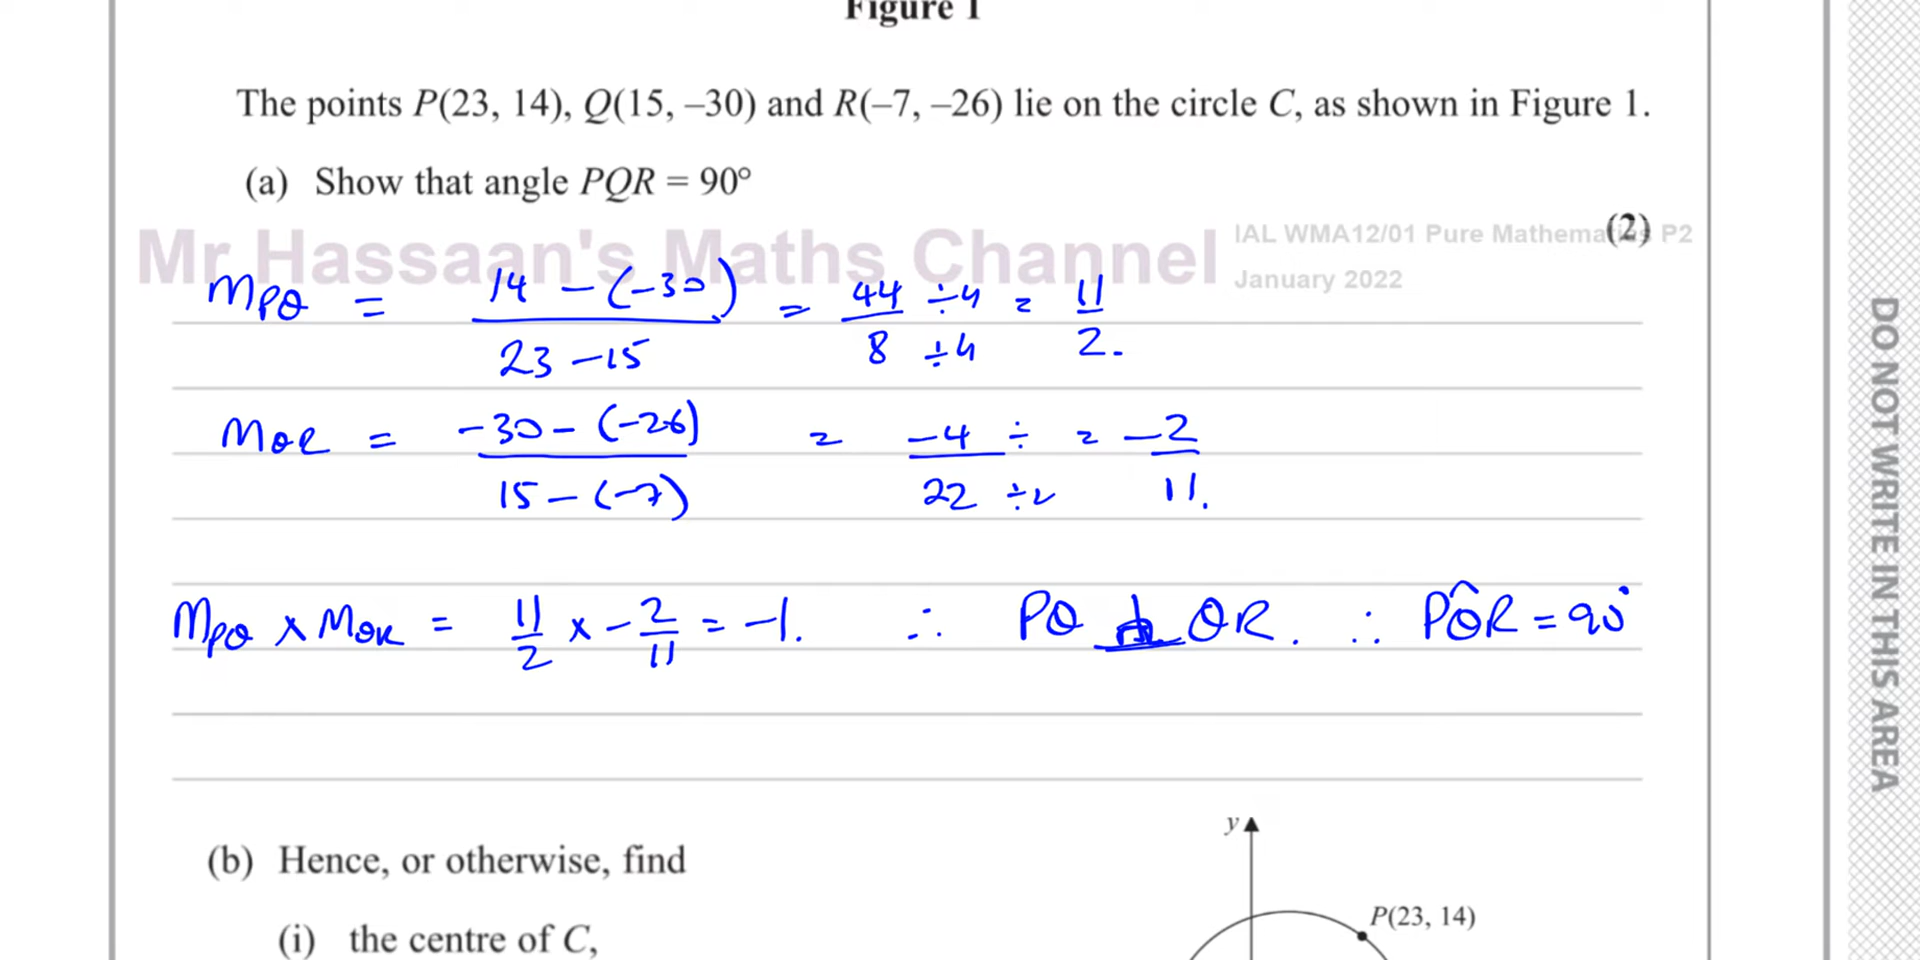 Figure 1
The points P(23, 14), Q(15, –30) and R(–7, –26) lie on the circle C, as shown in Figure 1.
(a) Show that angle PQR = 90°
(2)
Mr Hassaan's Maths Channel
IAL WMA12/01 Pure Mathematics P2
January 2022
mPQ = 14 – (–30) / 23 – 15 = 44 ÷4 / 8 ÷4 = 11/2.
mQR = –30 – (–26) / 15 – (–7) = –4 ÷ / 22 ÷2 = –2/11.
mPQ × mQR = 11/2 × –2/11 = –1. ∴ PQ ⊥ QR. ∴ PQ̂R = 90°
(b) Hence, or otherwise, find
(i) the centre of C,
y
P(23, 14)
DO NOT WRITE IN THIS AREA